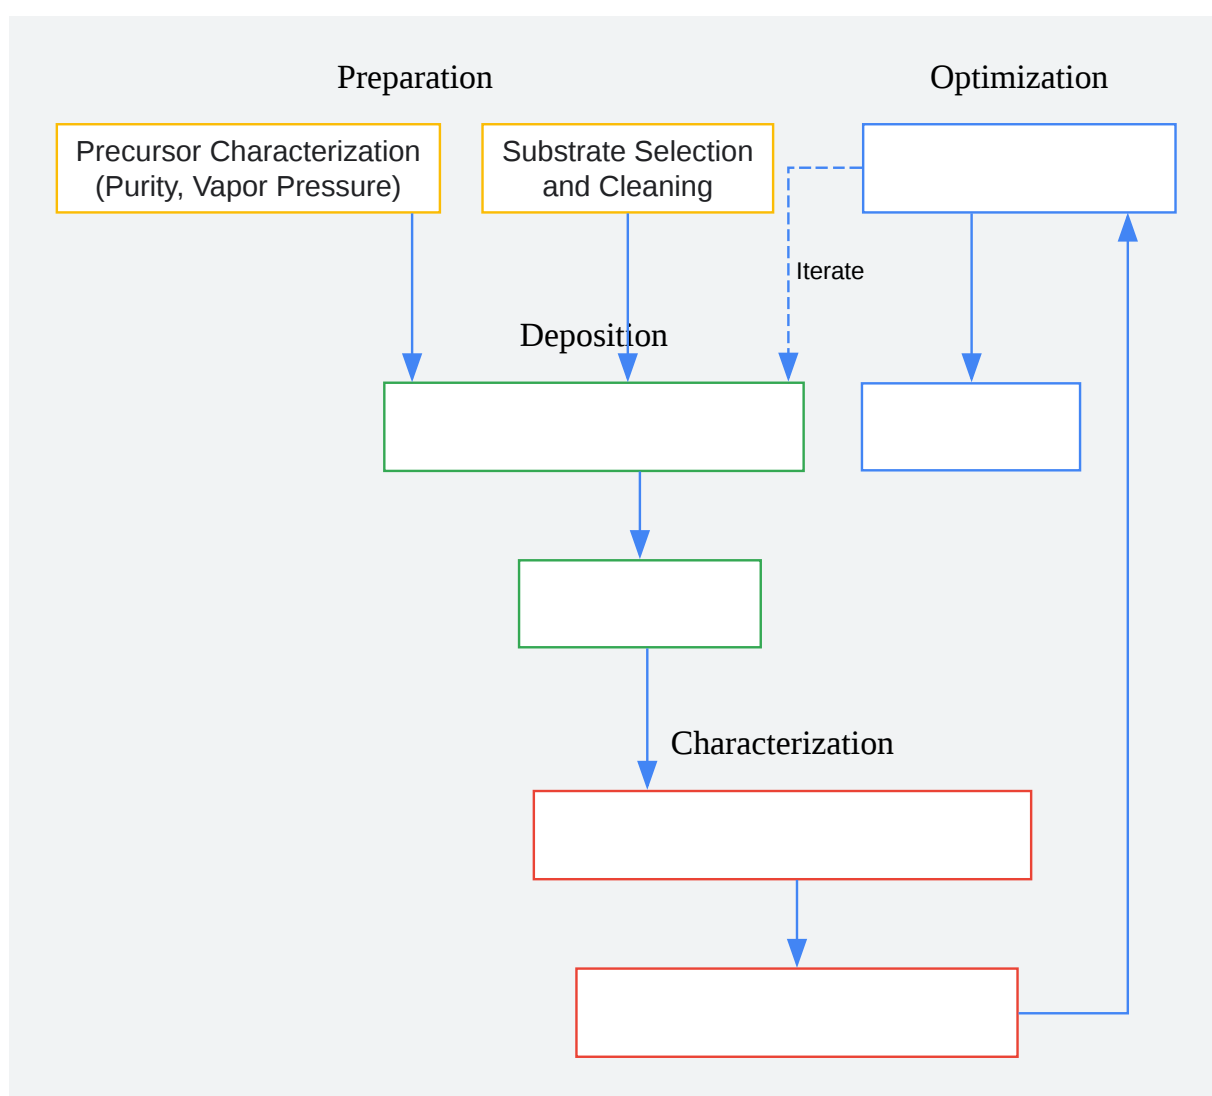 Preparation
Optimization
Precursor Characterization
(Purity, Vapor Pressure)
Substrate Selection
and Cleaning
Iterate
Deposition
Characterization